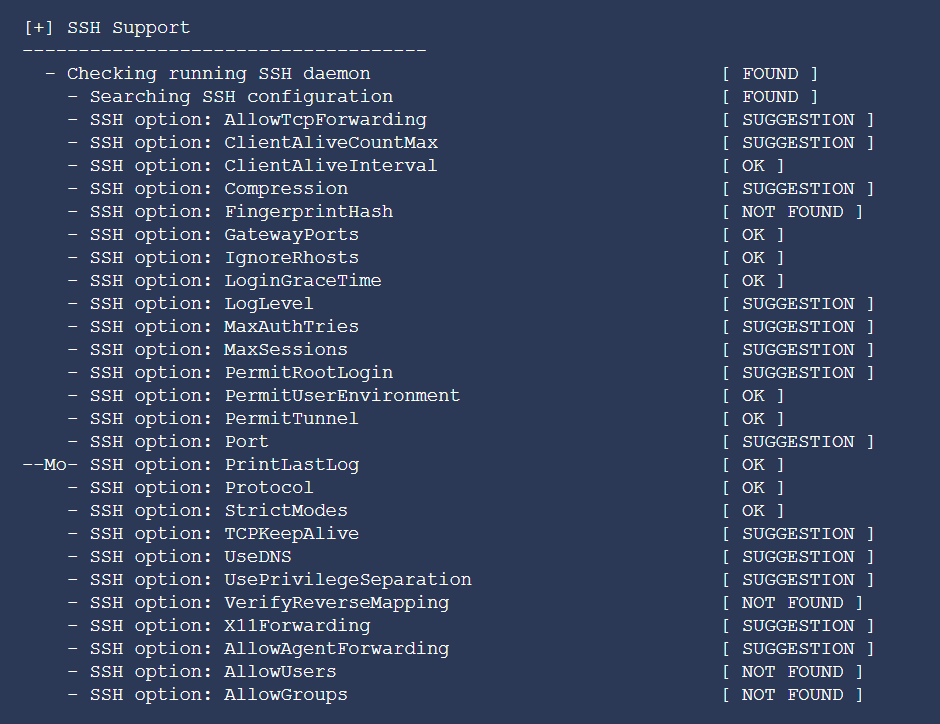 [+] SSH Support
------------------------------------
  - Checking running SSH daemon                               [ FOUND ]
    - Searching SSH configuration                             [ FOUND ]
    - SSH option: AllowTcpForwarding                          [ SUGGESTION ]
    - SSH option: ClientAliveCountMax                         [ SUGGESTION ]
    - SSH option: ClientAliveInterval                         [ OK ]
    - SSH option: Compression                                 [ SUGGESTION ]
    - SSH option: FingerprintHash                             [ NOT FOUND ]
    - SSH option: GatewayPorts                                [ OK ]
    - SSH option: IgnoreRhosts                                [ OK ]
    - SSH option: LoginGraceTime                              [ OK ]
    - SSH option: LogLevel                                    [ SUGGESTION ]
    - SSH option: MaxAuthTries                                [ SUGGESTION ]
    - SSH option: MaxSessions                                 [ SUGGESTION ]
    - SSH option: PermitRootLogin                             [ SUGGESTION ]
    - SSH option: PermitUserEnvironment                       [ OK ]
    - SSH option: PermitTunnel                                [ OK ]
    - SSH option: Port                                        [ SUGGESTION ]
--Mo- SSH option: PrintLastLog                                [ OK ]
    - SSH option: Protocol                                    [ OK ]
    - SSH option: StrictModes                                 [ OK ]
    - SSH option: TCPKeepAlive                                [ SUGGESTION ]
    - SSH option: UseDNS                                      [ SUGGESTION ]
    - SSH option: UsePrivilegeSeparation                      [ SUGGESTION ]
    - SSH option: VerifyReverseMapping                        [ NOT FOUND ]
    - SSH option: X11Forwarding                               [ SUGGESTION ]
    - SSH option: AllowAgentForwarding                        [ SUGGESTION ]
    - SSH option: AllowUsers                                  [ NOT FOUND ]
    - SSH option: AllowGroups                                 [ NOT FOUND ]